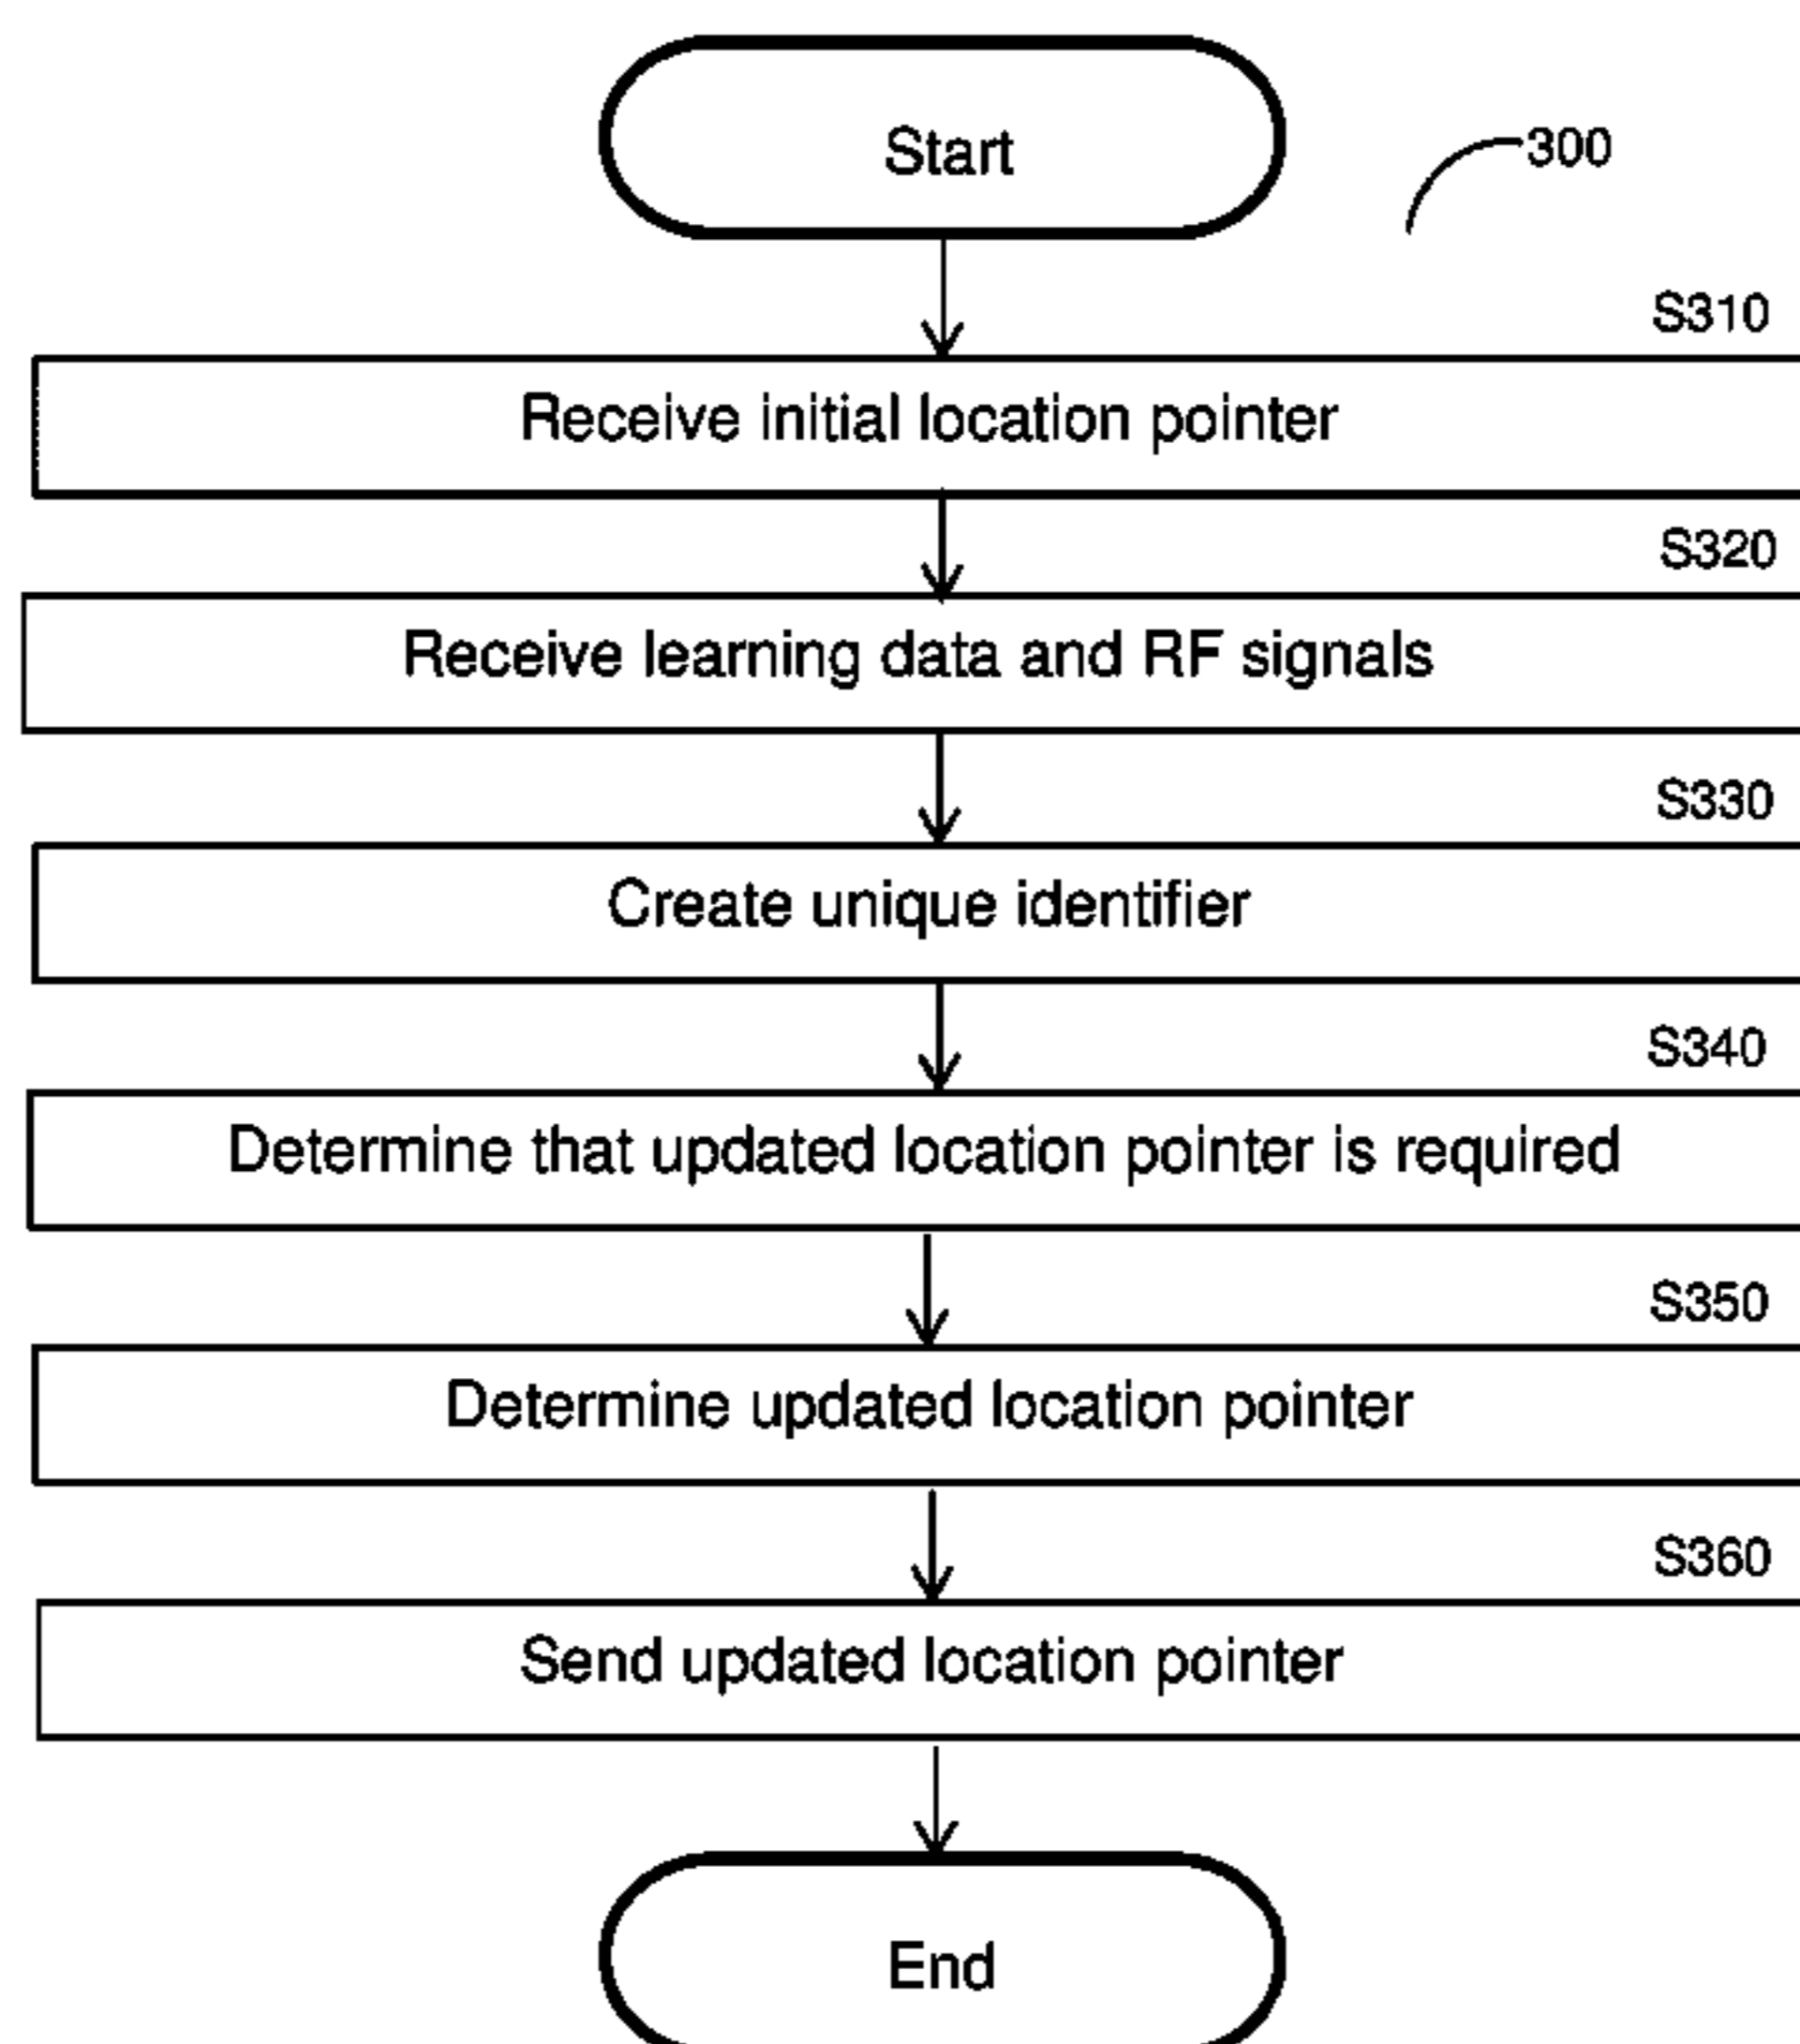 Start
300
S310
Receive initial location pointer
S320
Receive learning data and RF signals
S330
Create unique identifier
S340
Determine that updated location pointer is required
S350
Determine updated location pointer
S360
Send updated location pointer
End